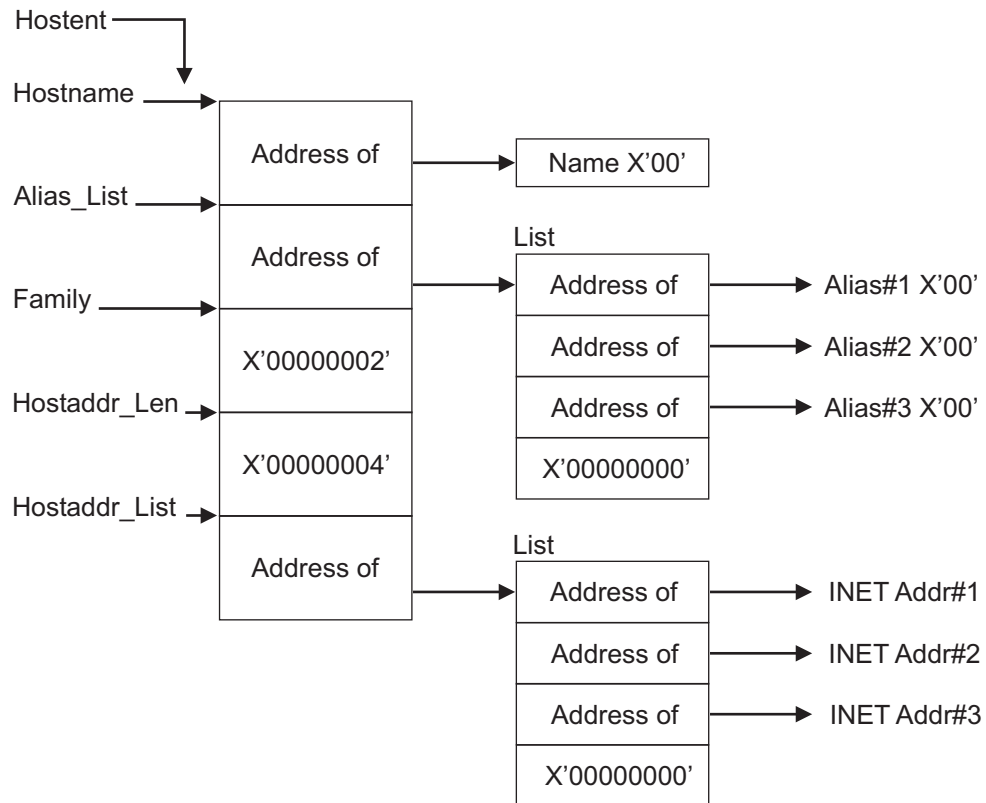 Hostent
Hostname
Address of
Name X’00’
Alias_List
Address of
List
Address of
Alias#1 X’00’
Family
X’00000002’
Address of
Alias#2 X’00’
Hostaddr_Len
Address of
Alias#3 X’00’
X’00000004’
X’00000000’
Hostaddr_List
Address of
List
Address of
INET Addr#1
Address of
INET Addr#2
Address of
INET Addr#3
X’00000000’